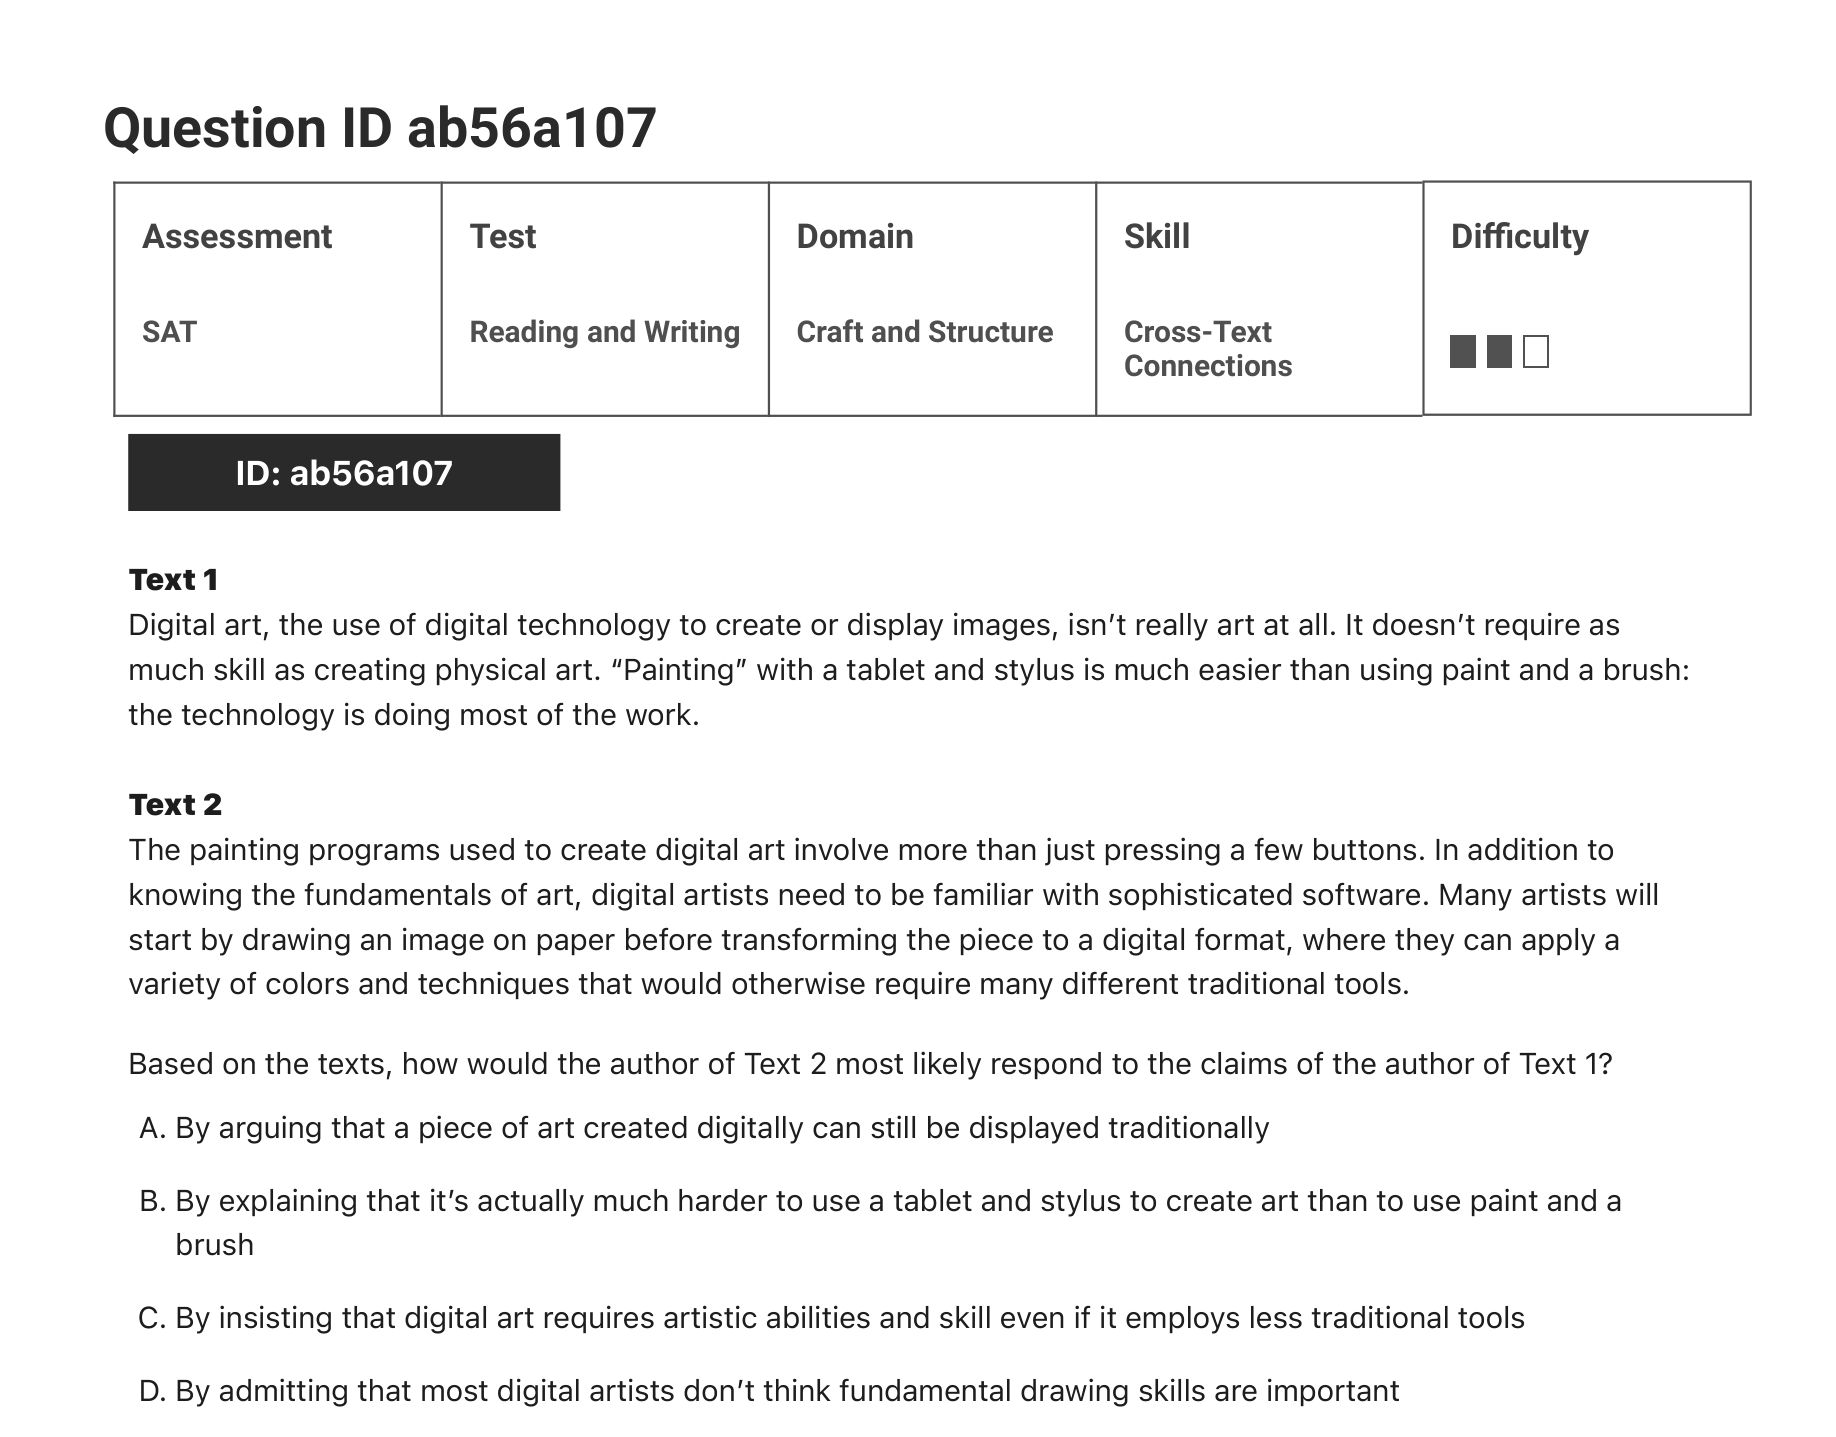 Question ID ab56a107
Assessment
Test
Domain
Skill
Difficulty
SAT
Reading and Writing
Craft and Structure
Cross-Text
Connections
ID: ab56a107
Text 1
Digital art, the use of digital technology to create or display images, isn’t really art at all. It doesn’t require as
much skill as creating physical art. “Painting” with a tablet and stylus is much easier than using paint and a brush:
the technology is doing most of the work.
Text 2
The painting programs used to create digital art involve more than just pressing a few buttons. In addition to
knowing the fundamentals of art, digital artists need to be familiar with sophisticated software. Many artists will
start by drawing an image on paper before transforming the piece to a digital format, where they can apply a
variety of colors and techniques that would otherwise require many different traditional tools.
Based on the texts, how would the author of Text 2 most likely respond to the claims of the author of Text 1?
A. By arguing that a piece of art created digitally can still be displayed traditionally
B. By explaining that it’s actually much harder to use a tablet and stylus to create art than to use paint and a
brush
C. By insisting that digital art requires artistic abilities and skill even if it employs less traditional tools
D. By admitting that most digital artists don’t think fundamental drawing skills are important